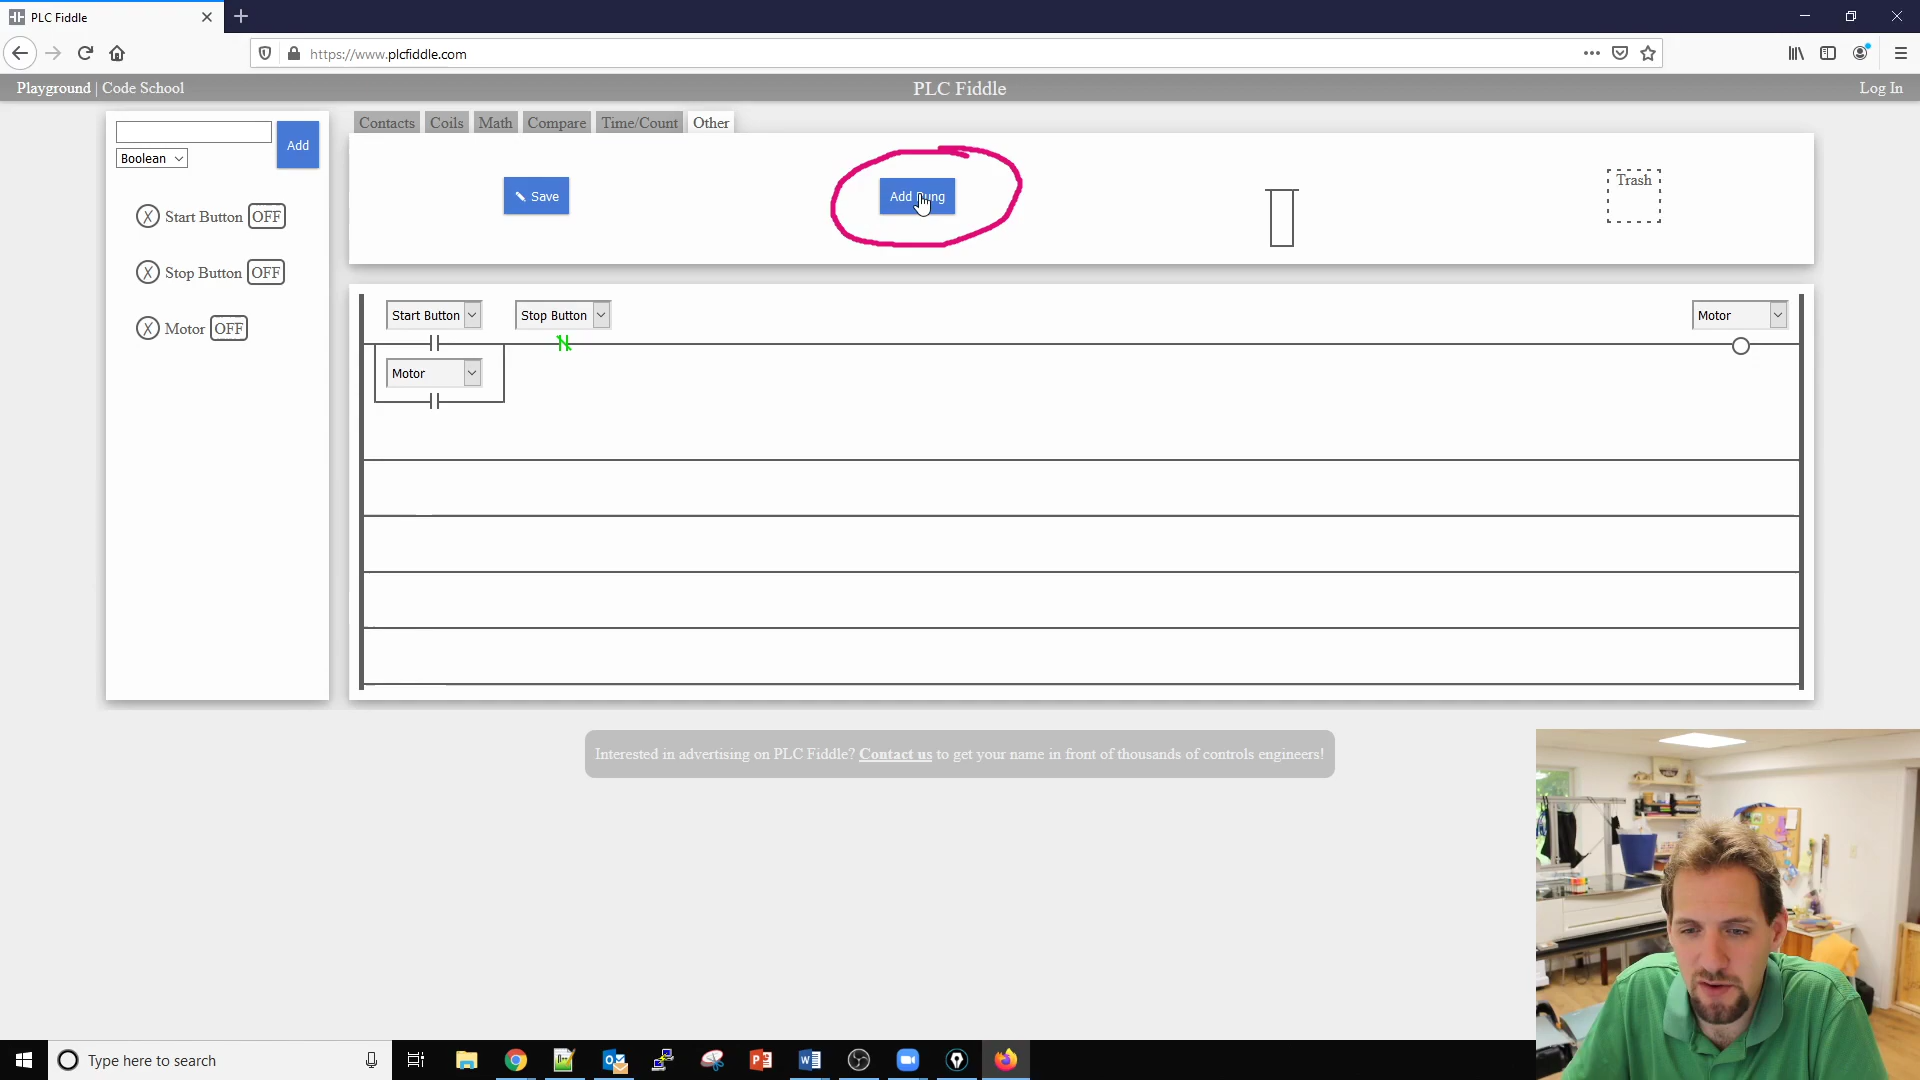 PLC Fiddle
https://www.plcfiddle.com
Playground | Code School
PLC Fiddle
Log In
Contacts
Coils
Math
Compare
Time/Count
Other
Add
Boolean
Save
Add Rung
Trash
Start Button OFF
Stop Button OFF
Motor OFF
Start Button
Stop Button
Motor
Motor
Interested in advertising on PLC Fiddle? Contact us to get your name in front of thousands of controls engineers!
Type here to search